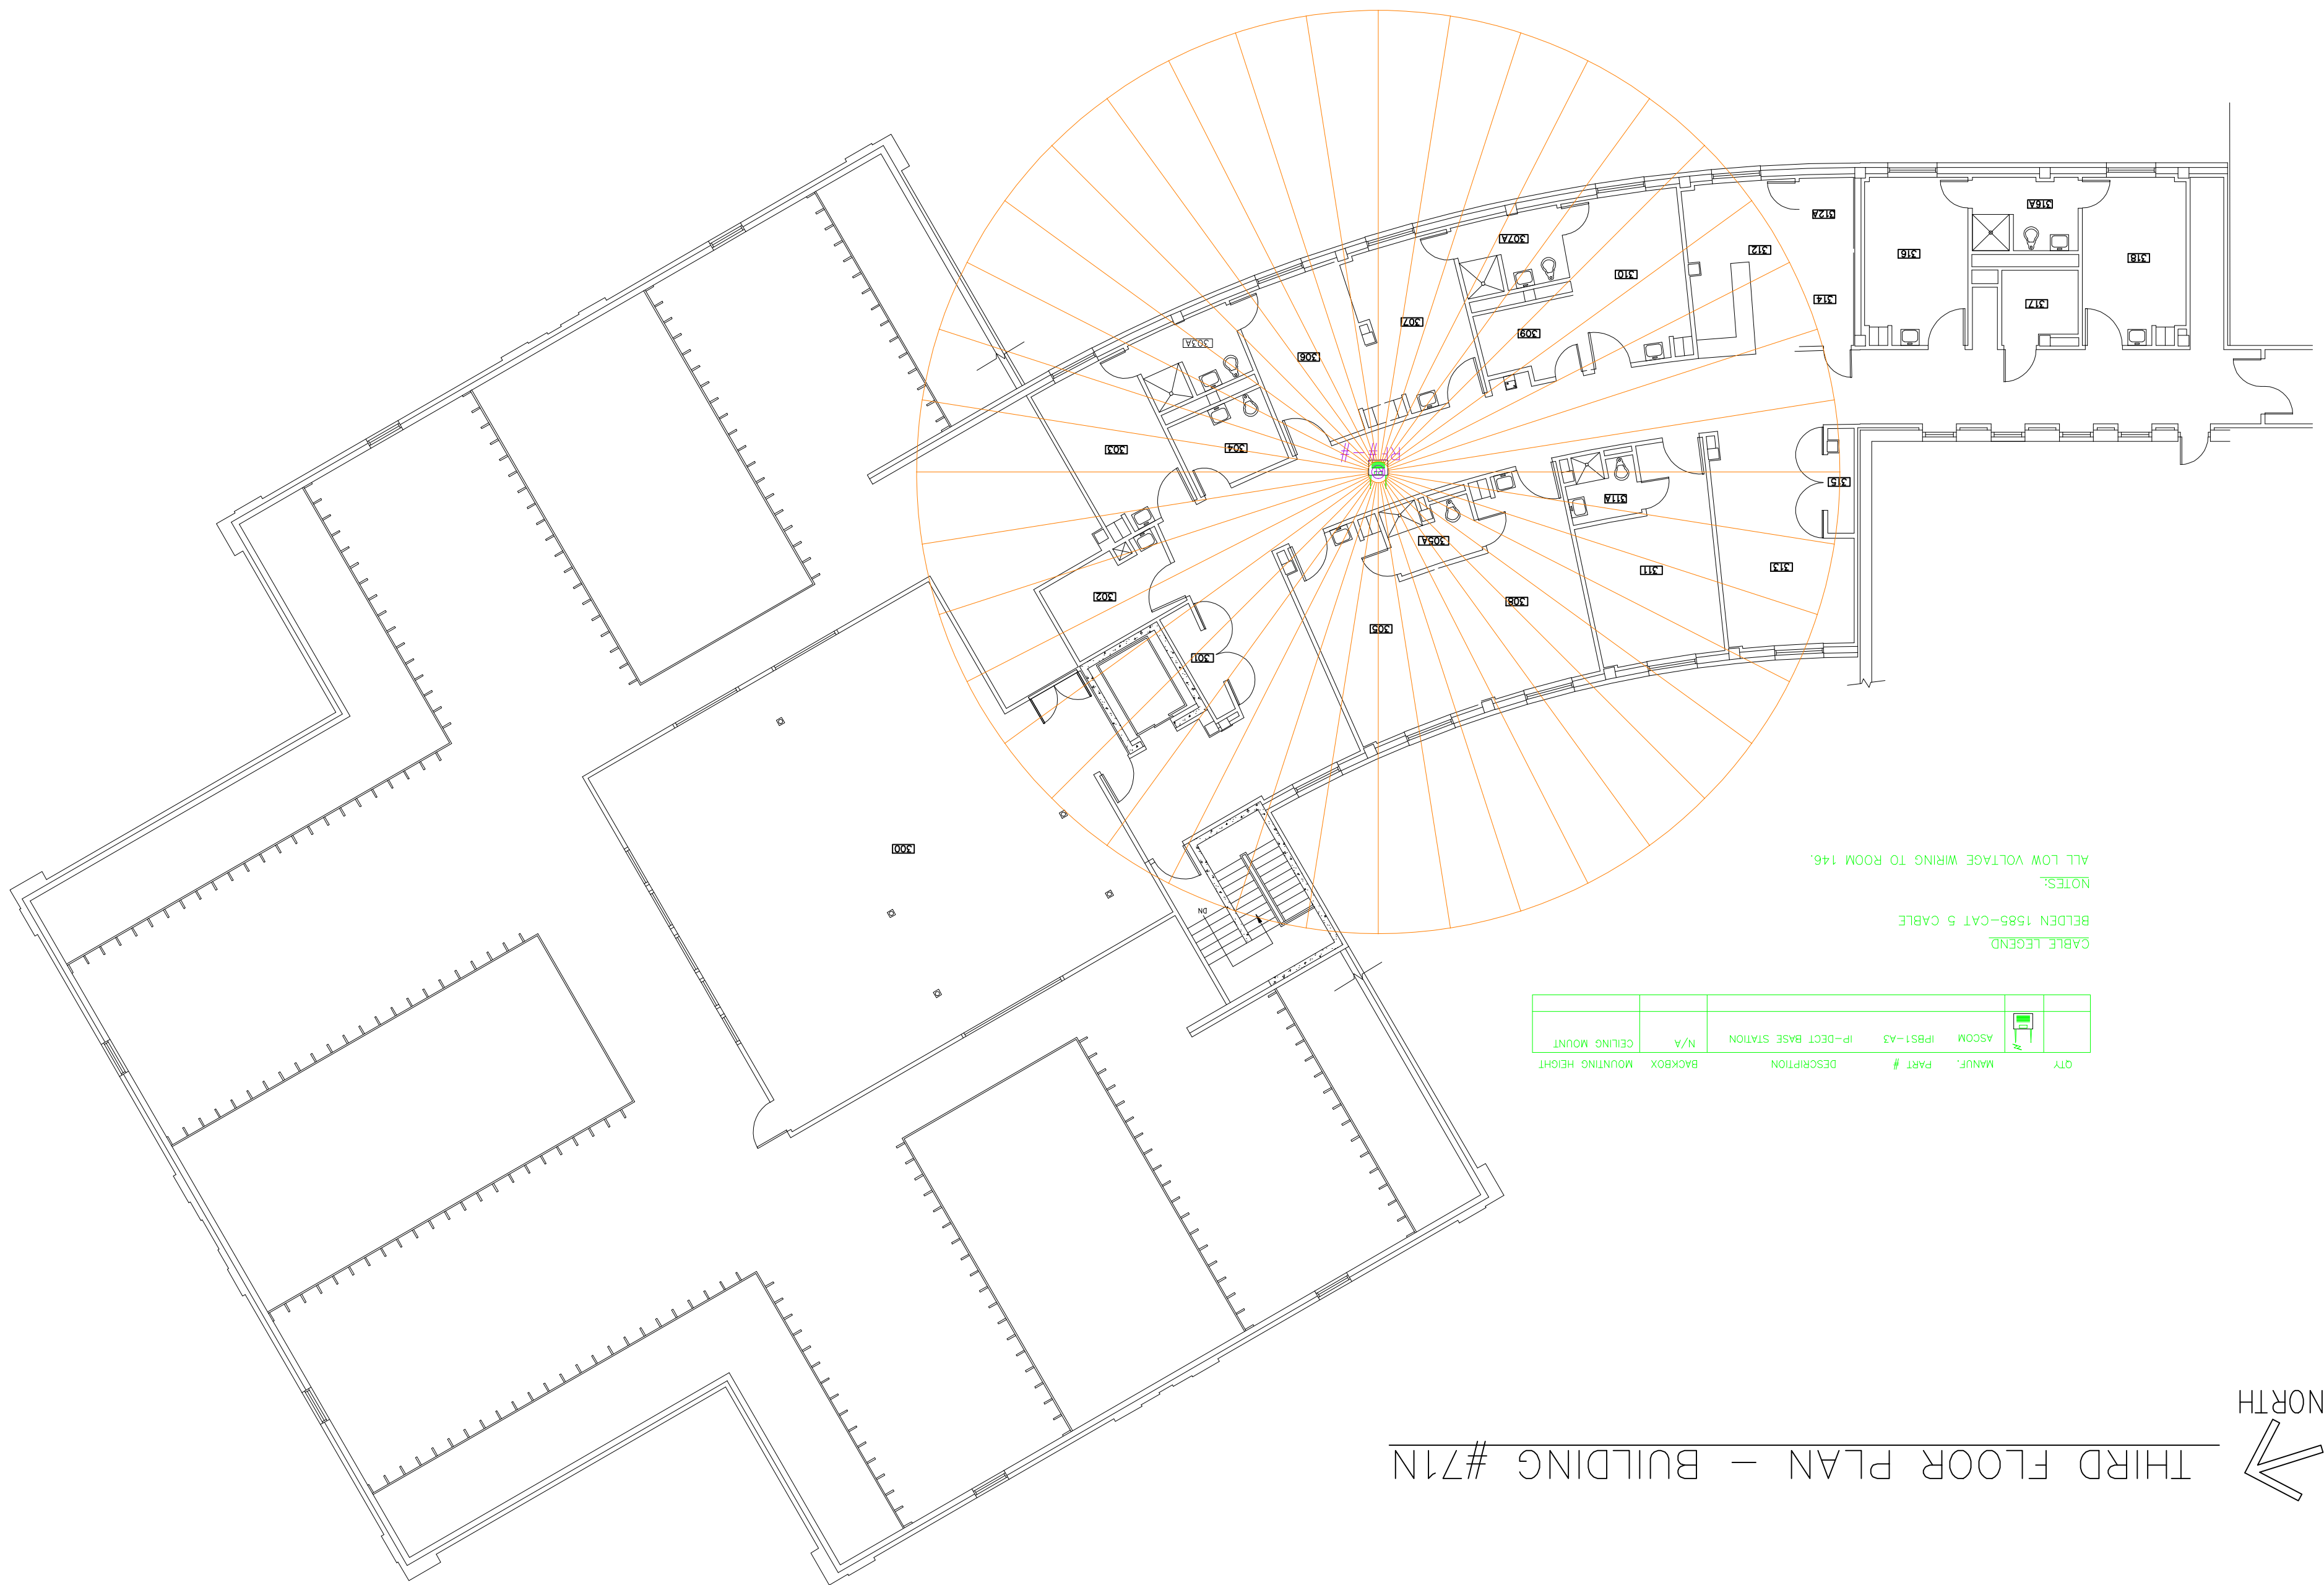 NORTH
THIRD FLOOR PLAN - BUILDING #71N
QTY MANUF. PART # DESCRIPTION BACKBOX MOUNTING HEIGHT
# ASCOM IPBS1-A3 IP-DECT BASE STATION N/A CEILING MOUNT
CABLE LEGEND
BELDEN 1585-CAT 5 CABLE
NOTES:
ALL LOW VOLTAGE WIRING TO ROOM 146.
DN
300
301
305
308
302
311
313
305A
311A
315
RP #-#
303
304
306
303A
309
307
317
314
310
318
316
312
307A
312A
316A